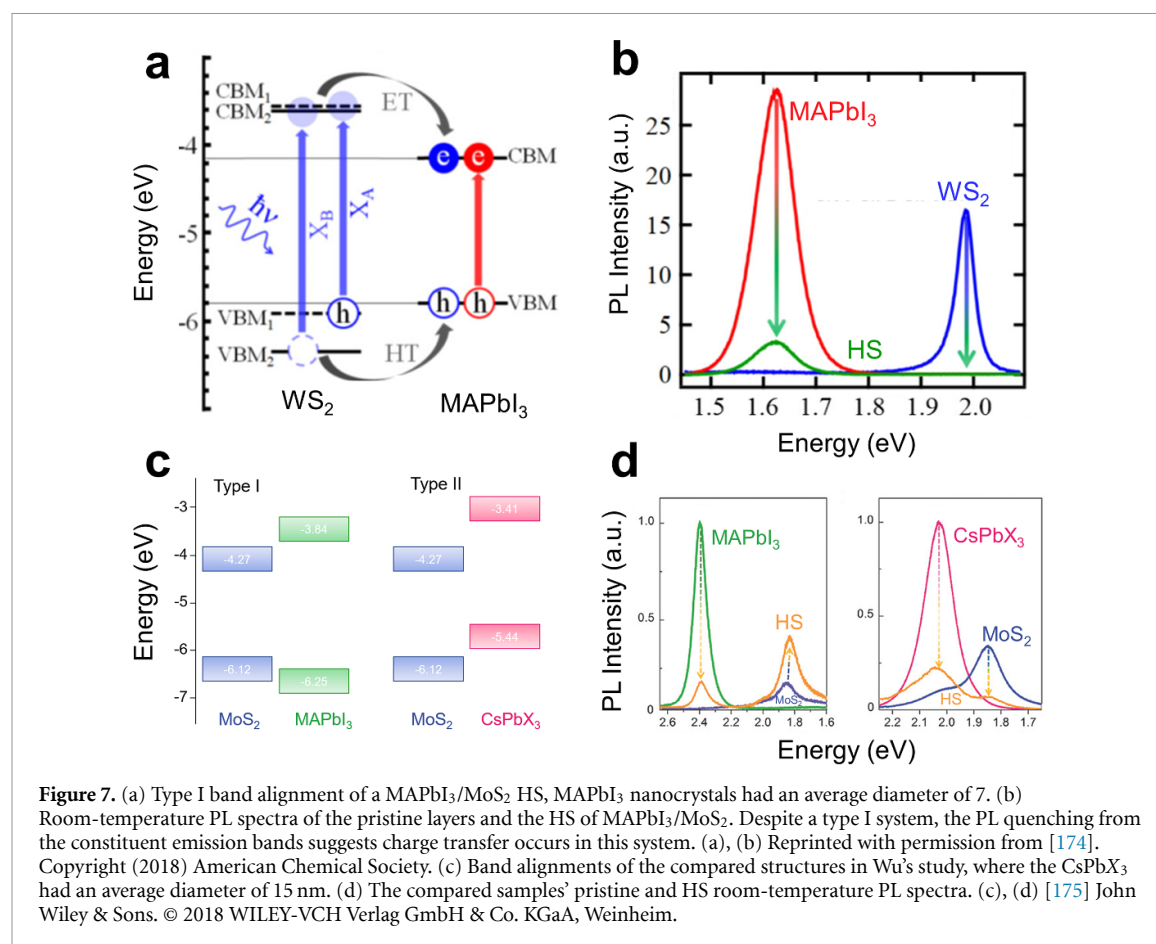 a
CBM₁
CBM₂
ET
-4
e
e
CBM
hν
X_B
X_A
Energy (eV)
-5
VBM₁
h
h
h
VBM
-6
VBM₂
HT
WS₂
MAPbI₃
b
MAPbI₃
WS₂
HS
PL Intensity (a.u.)
25
20
15
10
5
0
1.5 1.6 1.7 1.8 1.9 2.0
Energy (eV)
c
Type I
Type II
Energy (eV)
-3
-4
-5
-6
-7
-3.84
-4.27
-6.12
-6.25
-3.41
-4.27
-5.44
-6.12
MoS₂ MAPbI₃ MoS₂ CsPbX₃
d
PL Intensity (a.u.)
1.0
0.5
0
MAPbI₃
HS
MoS₂
2.6 2.4 2.2 2.0 1.8 1.6
1.0
0.5
0
CsPbX₃
MoS₂
HS
2.2 2.1 2.0 1.9 1.8 1.7
Energy (eV)
Figure 7. (a) Type I band alignment of a MAPbI₃/MoS₂ HS, MAPbI₃ nanocrystals had an average diameter of 7. (b)
Room-temperature PL spectra of the pristine layers and the HS of MAPbI₃/MoS₂. Despite a type I system, the PL quenching from
the constituent emission bands suggests charge transfer occurs in this system. (a), (b) Reprinted with permission from [174].
Copyright (2018) American Chemical Society. (c) Band alignments of the compared structures in Wu's study, where the CsPbX₃
had an average diameter of 15 nm. (d) The compared samples' pristine and HS room-temperature PL spectra. (c), (d) [175] John
Wiley & Sons. © 2018 WILEY-VCH Verlag GmbH & Co. KGaA, Weinheim.